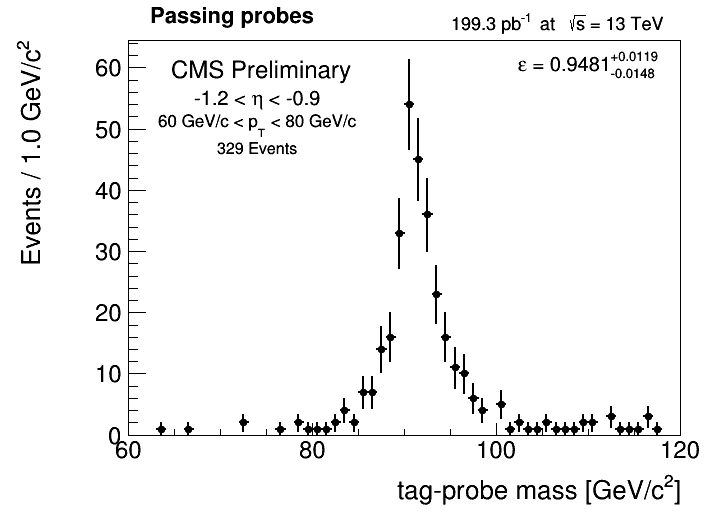 Passing probes
199.3 pb⁻¹ at √s = 13 TeV
CMS Preliminary
ε = 0.9481 +0.0119 -0.0148
-1.2 < η < -0.9
60 GeV/c < p_T < 80 GeV/c
329 Events
Events / 1.0 GeV/c²
60
50
40
30
20
10
0
60 80 100 120
tag-probe mass [GeV/c²]